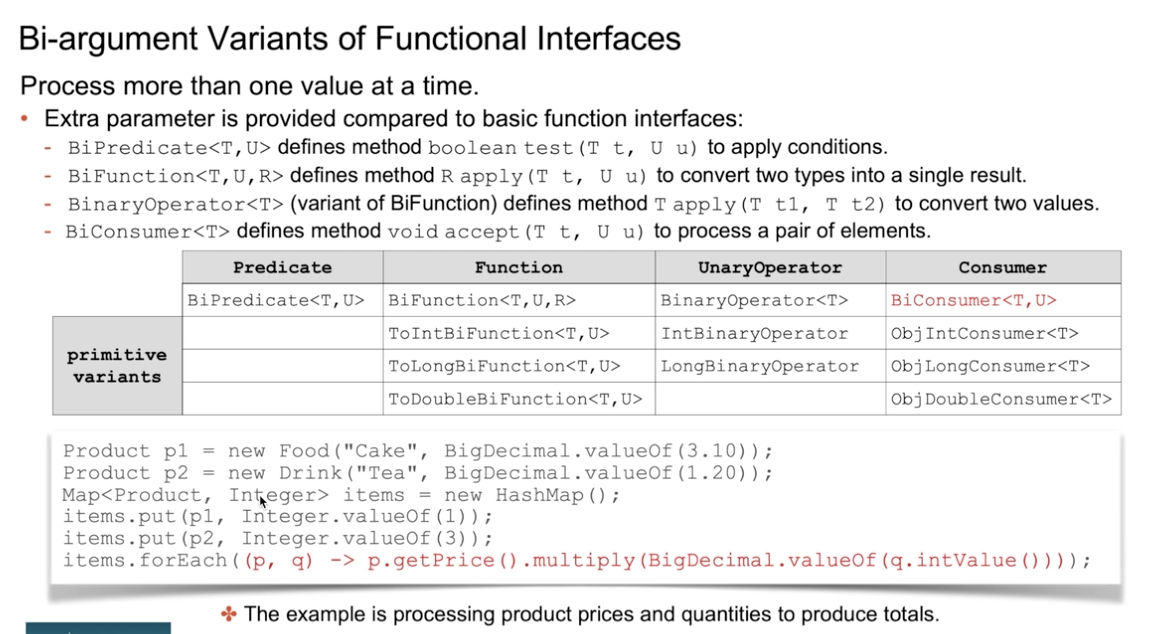 Bi-argument Variants of Functional Interfaces
Process more than one value at a time.
• Extra parameter is provided compared to basic function interfaces:
- BiPredicate<T,U> defines method boolean test(T t, U u) to apply conditions.
- BiFunction<T,U,R> defines method R apply(T t, U u) to convert two types into a single result.
- BinaryOperator<T> (variant of BiFunction) defines method T apply(T t1, T t2) to convert two values.
- BiConsumer<T> defines method void accept(T t, U u) to process a pair of elements.
Predicate Function UnaryOperator Consumer
BiPredicate<T,U> BiFunction<T,U,R> BinaryOperator<T> BiConsumer<T,U>
primitive variants
ToIntBiFunction<T,U> IntBinaryOperator ObjIntConsumer<T>
ToLongBiFunction<T,U> LongBinaryOperator ObjLongConsumer<T>
ToDoubleBiFunction<T,U> ObjDoubleConsumer<T>
Product p1 = new Food("Cake", BigDecimal.valueOf(3.10));
Product p2 = new Drink("Tea", BigDecimal.valueOf(1.20));
Map<Product, Integer> items = new HashMap();
items.put(p1, Integer.valueOf(1));
items.put(p2, Integer.valueOf(3));
items.forEach((p, q) -> p.getPrice().multiply(BigDecimal.valueOf(q.intValue())));
✤ The example is processing product prices and quantities to produce totals.